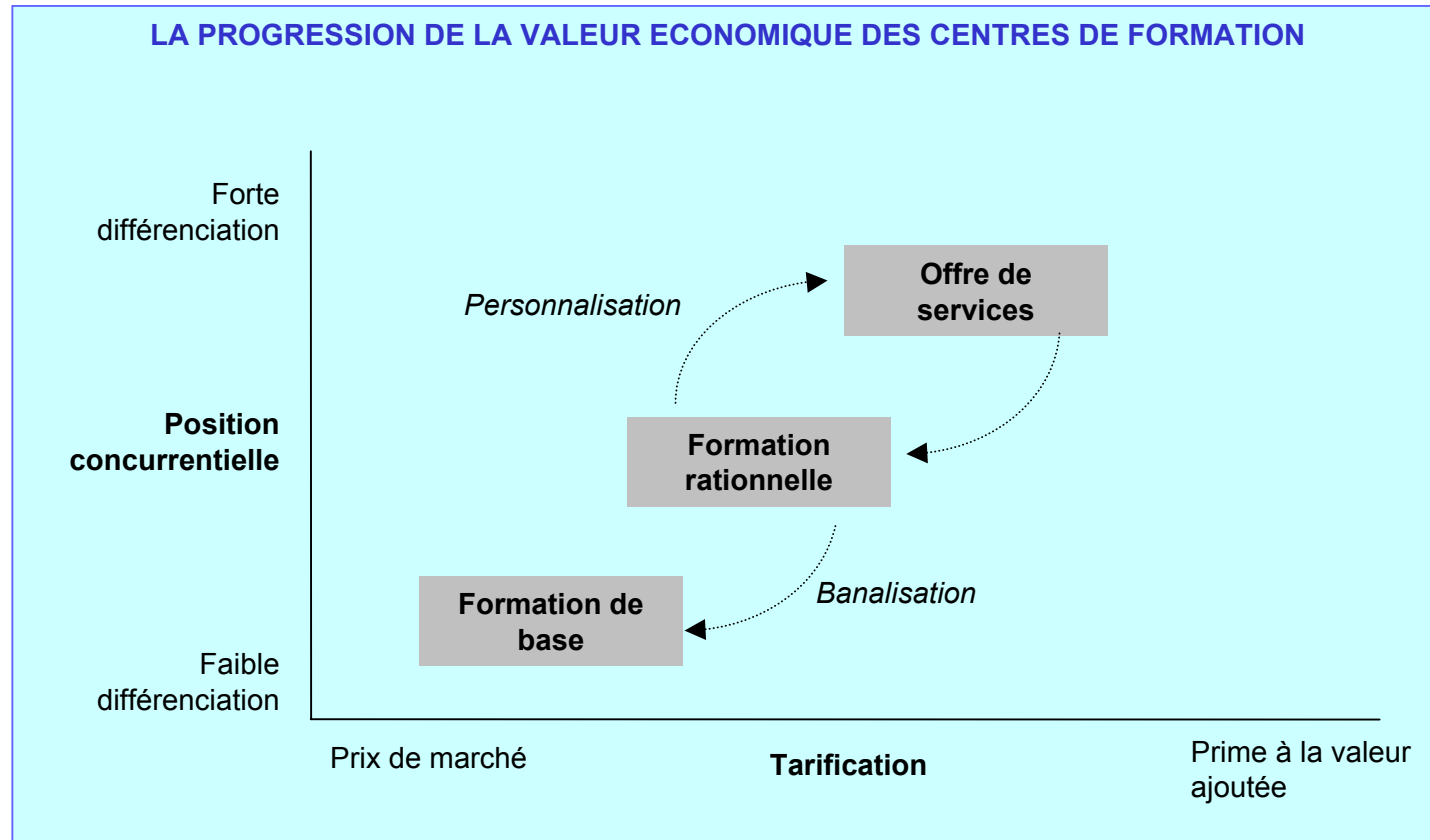 LA PROGRESSION DE LA VALEUR ECONOMIQUE DES CENTRES DE FORMATION
Forte
différenciation
Offre de
services
Personnalisation
Position
concurrentielle
Formation
rationnelle
Formation de
base
Banalisation
Faible
différenciation
Prix de marché
Tarification
Prime à la valeur
ajoutée